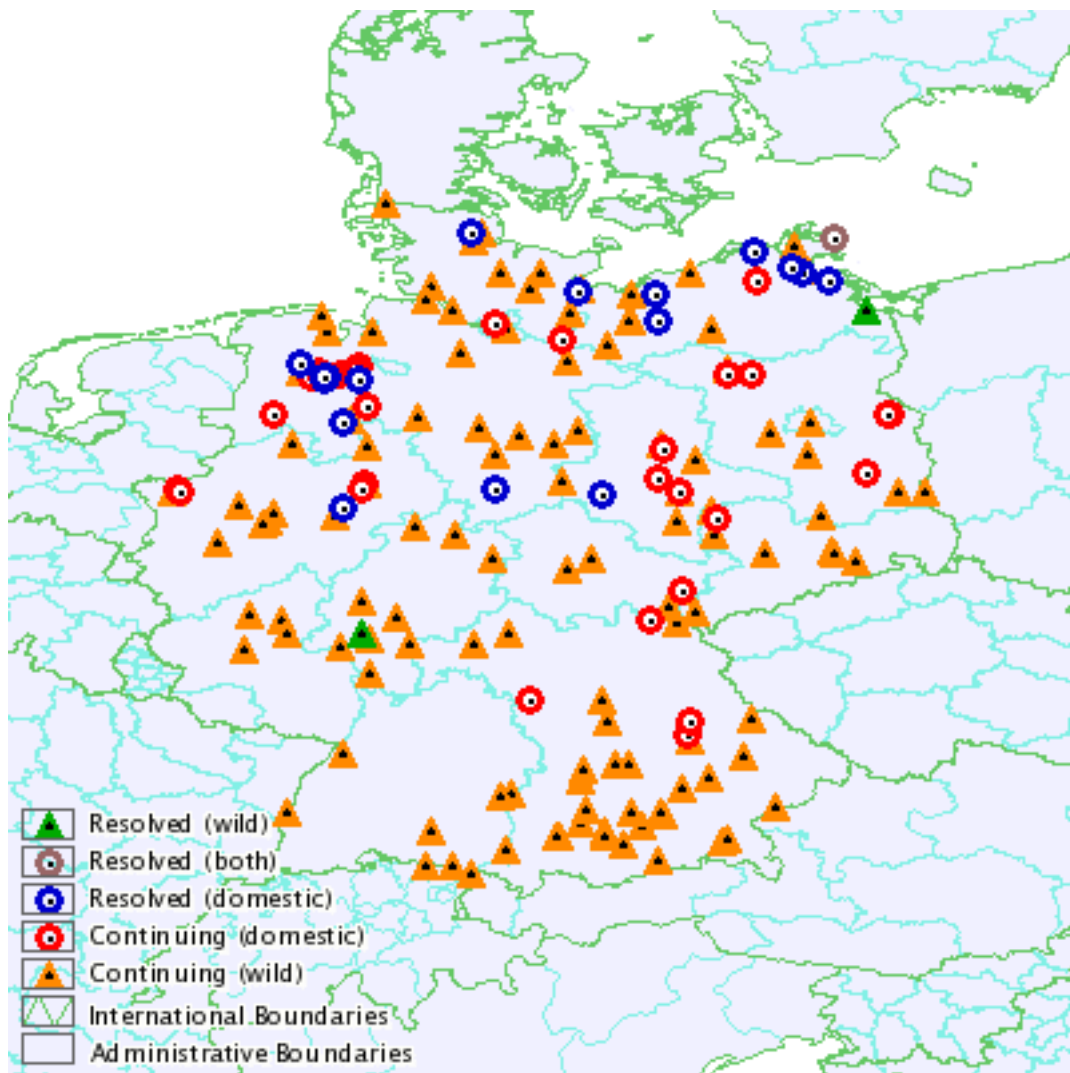 Resolved (wild)
Resolved (both)
Resolved (domestic)
Continuing (domestic)
Continuing (wild)
International Boundaries
Administrative Boundaries